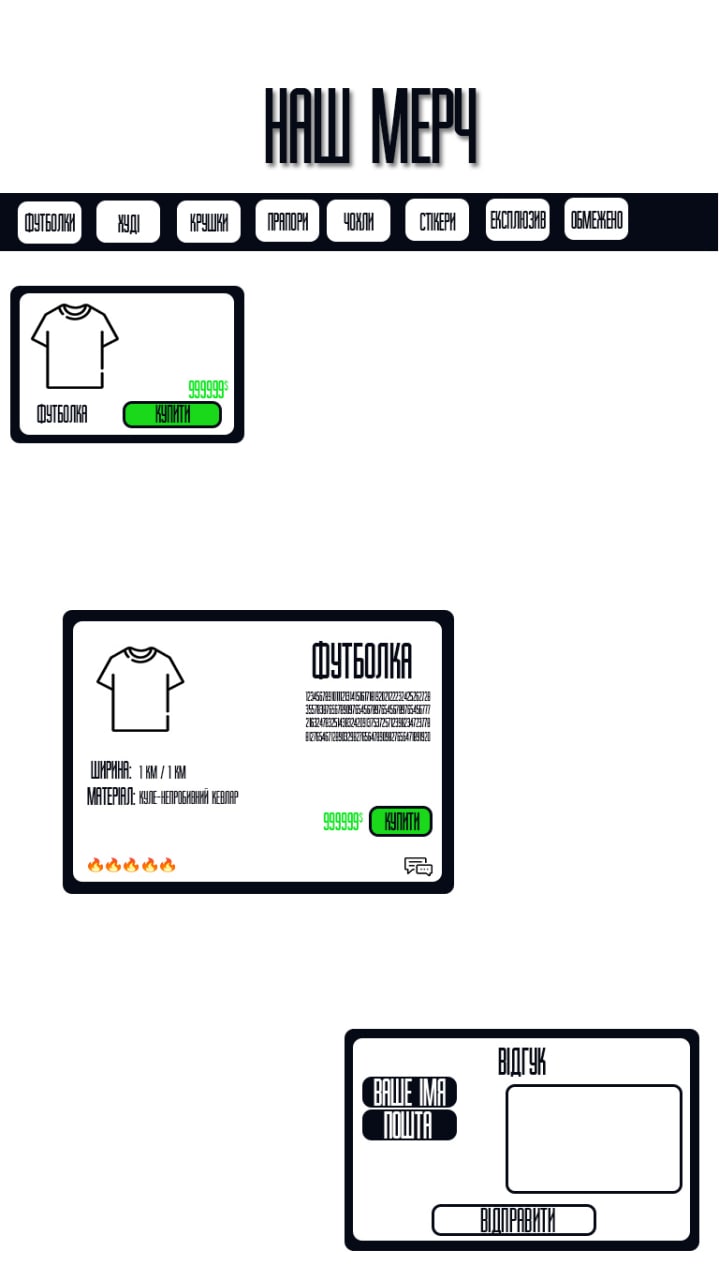 НАШ МЕРЧ
ФУТБОЛКИ ХУДІ КРУШКИ ПРАПОРИ ЧОХЛИ СТІКЕРИ ЕКСПЛЮЗИВ ОБМЕЖЕНО
999999$
ФУТБОЛКА КУПИТИ
ФУТБОЛКА
ШИРИНА: 1 КМ / 1 КМ
МАТЕРІАЛ: КУЛЕ-НЕПРОБИВНИЙ КЕВЛАР
999999$ КУПИТИ
ВІДГУК
ВАШЕ ІМЯ
ПОШТА
ВІДПРАВИТИ